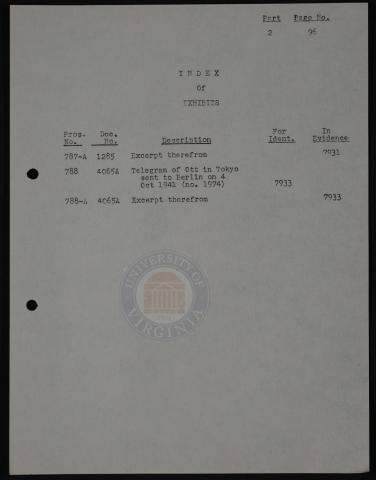 Part Page No.
2 96
I N D E X
Of
EXHIBITS
Pros. Doc. For In
No. No. Description Ident. Evidence
787-A 1285 Excerpt therefrom 7931
788 4065A Telegram of Ott in Tokyo
sent to Berlin on 4
Oct 1941 (no. 1974) 7933
788-A 4065A Excerpt therefrom 7933
UNIVERSITY OF
VIRGINIA